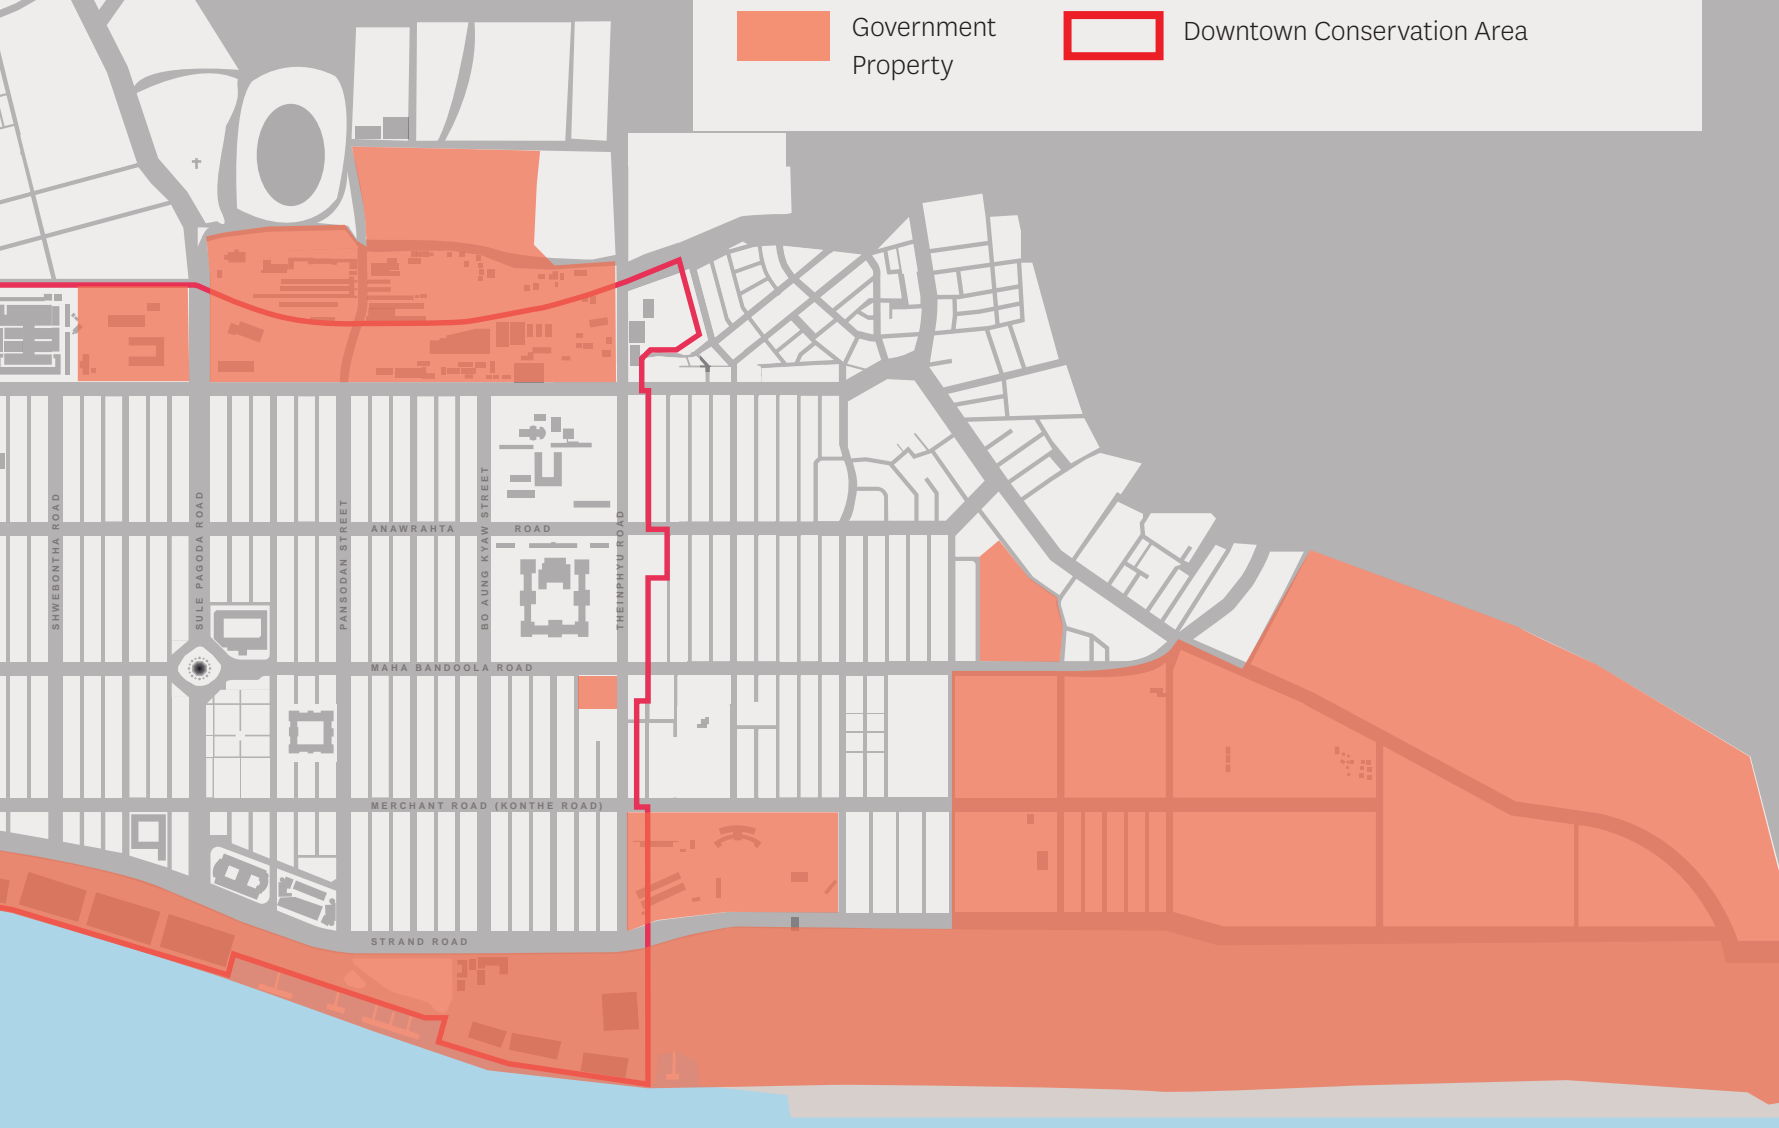 Government
Property
Downtown Conservation Area
SHWEBONTHA ROAD
SULE PAGODA ROAD
PANSODAN STREET
BO AUNG KYAW STREET
THEINPHYU ROAD
ANAWRAHTA ROAD
MAHA BANDOOLA ROAD
MERCHANT ROAD (KONTHE ROAD)
STRAND ROAD